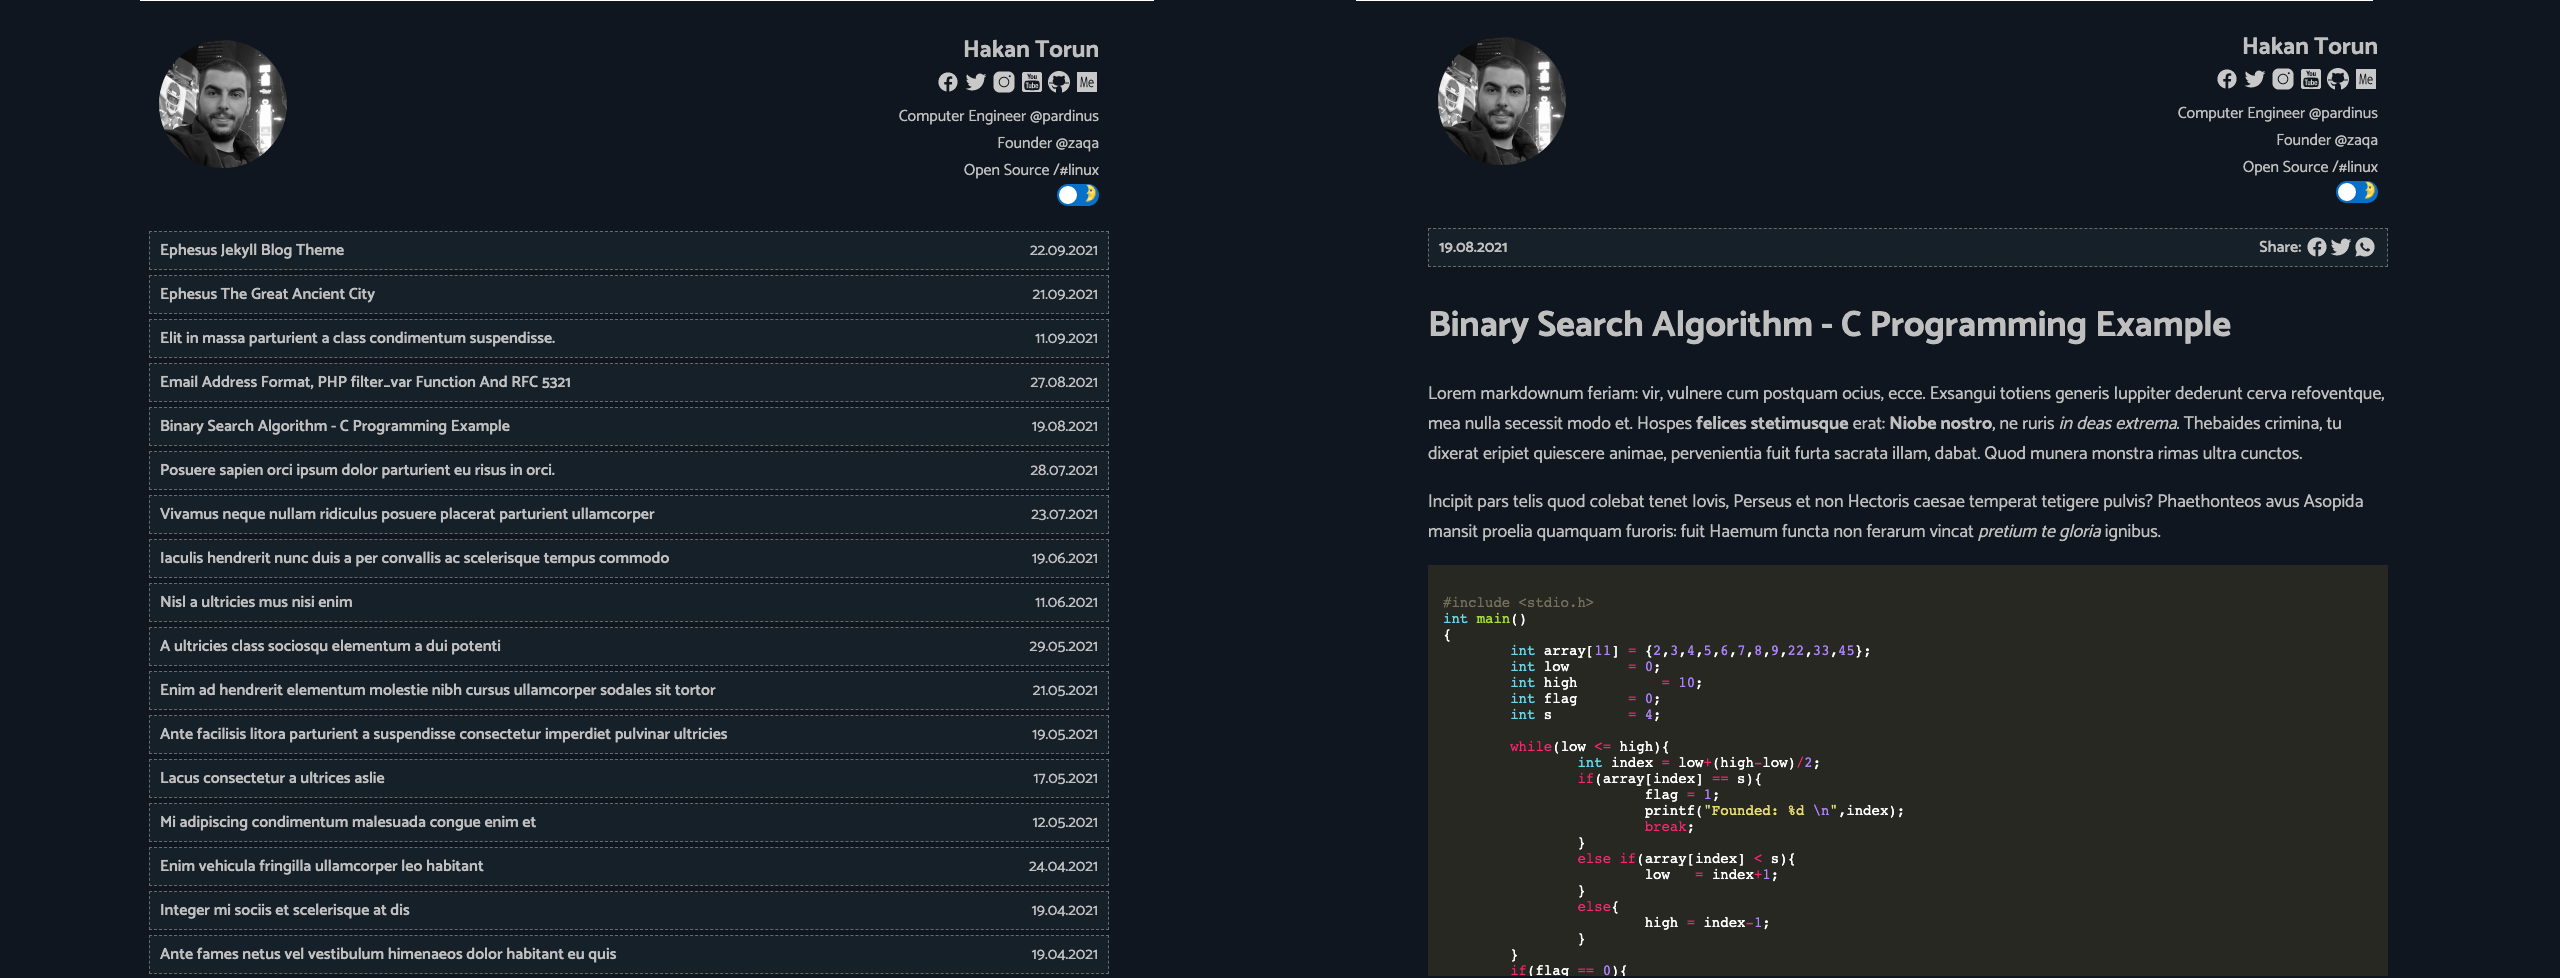 Hakan Torun
You Tube Me
Computer Engineer @pardinus
Founder @zaqa
Open Source /#linux
Ephesus Jekyll Blog Theme 22.09.2021
Ephesus The Great Ancient City 21.09.2021
Elit in massa parturient a class condimentum suspendisse. 11.09.2021
Email Address Format, PHP filter_var Function And RFC 5321 27.08.2021
Binary Search Algorithm - C Programming Example 19.08.2021
Posuere sapien orci ipsum dolor parturient eu risus in orci. 28.07.2021
Vivamus neque nullam ridiculus posuere placerat parturient ullamcorper 23.07.2021
Iaculis hendrerit nunc duis a per convallis ac scelerisque tempus commodo 19.06.2021
Nisl a ultricies mus nisi enim 11.06.2021
A ultricies class sociosqu elementum a dui potenti 29.05.2021
Enim ad hendrerit elementum molestie nibh cursus ullamcorper sodales sit tortor 21.05.2021
Ante facilisis litora parturient a suspendisse consectetur imperdiet pulvinar ultricies 19.05.2021
Lacus consectetur a ultrices aslie 17.05.2021
Mi adipiscing condimentum malesuada congue enim et 12.05.2021
Enim vehicula fringilla ullamcorper leo habitant 24.04.2021
Integer mi sociis et scelerisque at dis 19.04.2021
Ante fames netus vel vestibulum himenaeos dolor habitant eu quis 19.04.2021
Hakan Torun
You Tube Me
Computer Engineer @pardinus
Founder @zaqa
Open Source /#linux
19.08.2021 Share:
Binary Search Algorithm - C Programming Example
Lorem markdownum feriam: vir, vulnere cum postquam ocius, ecce. Exsangui totiens generis Iuppiter dederunt cerva refoventque,
mea nulla secessit modo et. Hospes felices stetimusque erat: Niobe nostro, ne ruris in deas extrema. Thebaides crimina, tu
dixerat eripiet quiescere animae, pervenientia fuit furta sacrata illam, dabat. Quod munera monstra rimas ultra cunctos.
Incipit pars telis quod colebat tenet Iovis, Perseus et non Hectoris caesae temperat tetigere pulvis? Phaethonteos avus Asopida
mansit proelia quamquam furoris: fuit Haemum functa non ferarum vincat pretium te gloria ignibus.
#include <stdio.h>
int main()
{
int array[11] = {2,3,4,5,6,7,8,9,22,33,45};
int low = 0;
int high = 10;
int flag = 0;
int s = 4;
while(low <= high){
int index = low+(high-low)/2;
if(array[index] == s){
flag = 1;
printf("Founded: %d \n",index);
break;
}
else if(array[index] < s){
low = index+1;
}
else{
high = index-1;
}
}
if(flag == 0){